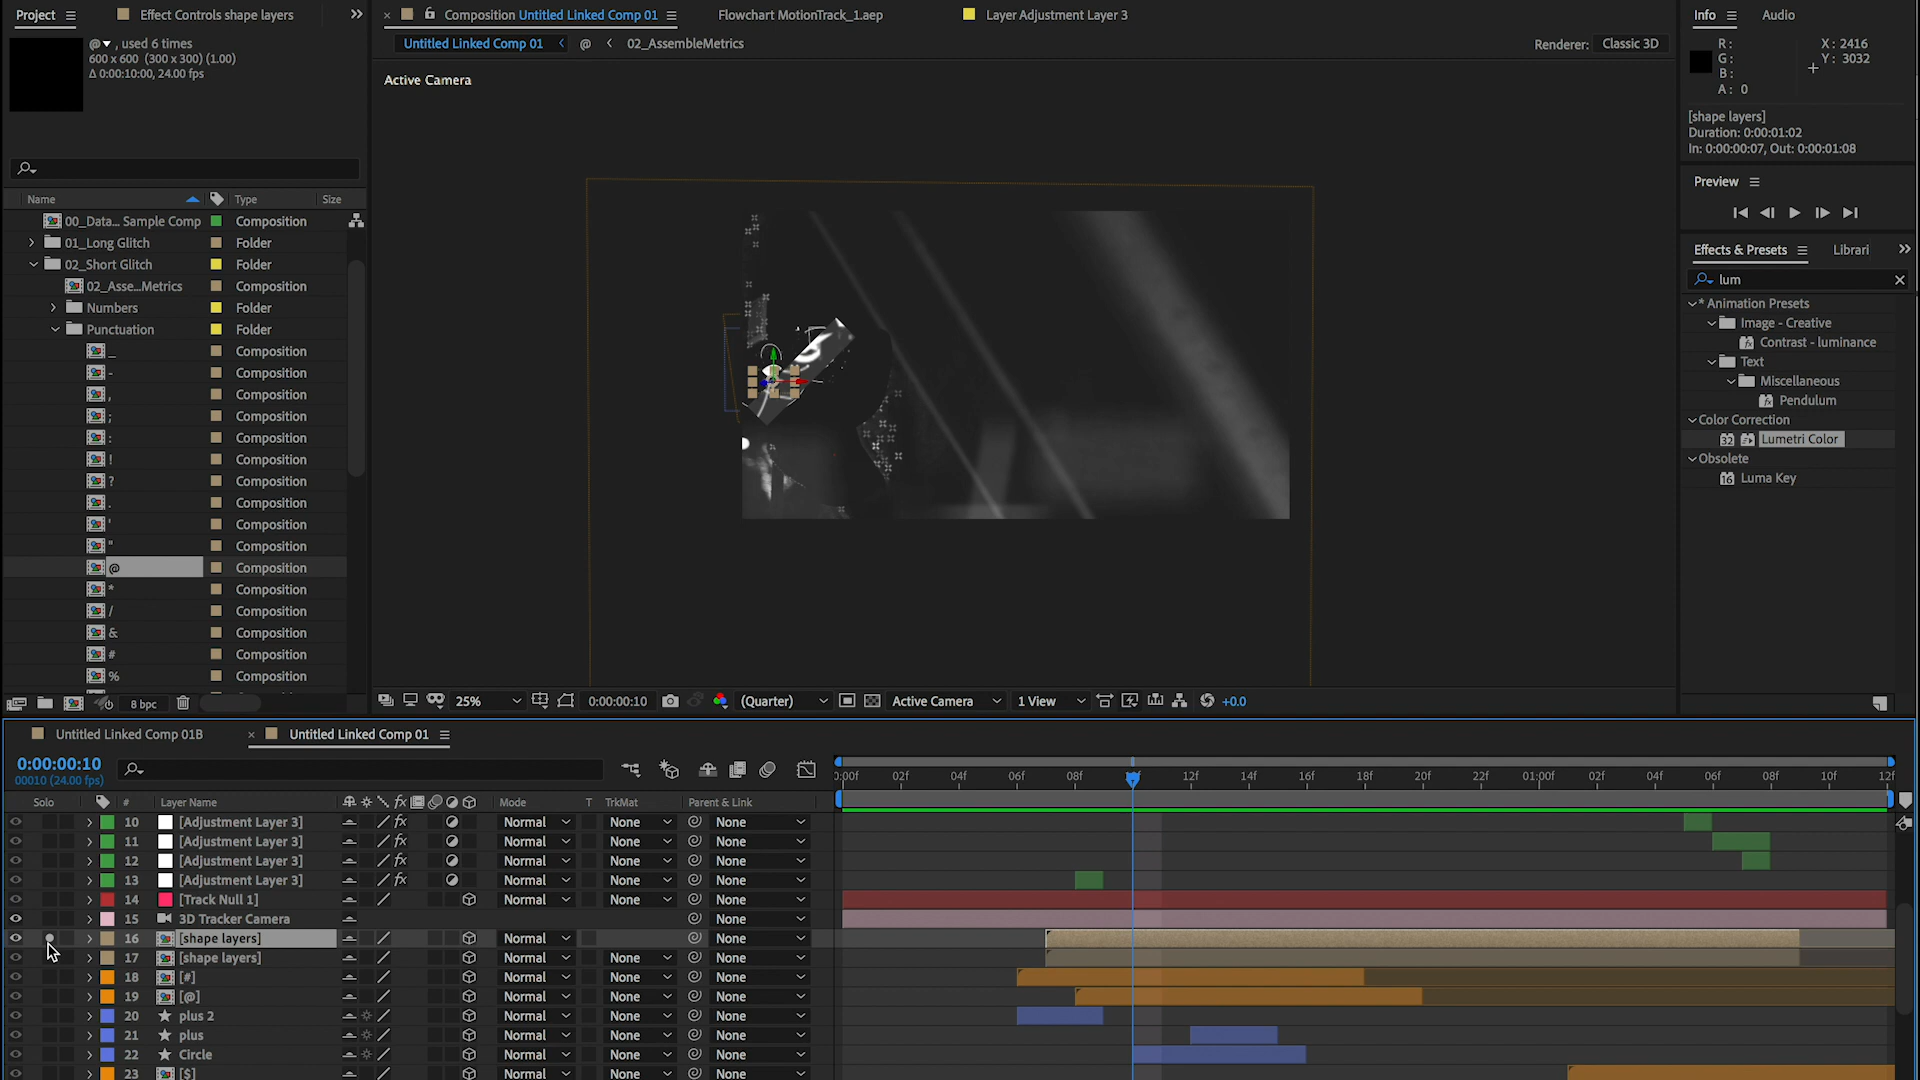 Project
Effect Controls shape layers
@ , used 6 times
600 x 600 (300 x 300) (1.00)
Δ 0:00:10:00, 24.00 fps
Name Type Size
00_Data... Sample Comp Composition
01_Long Glitch Folder
02_Short Glitch Folder
02_Asse...Metrics Composition
Numbers Folder
Punctuation Folder
_ Composition
- Composition
, Composition
; Composition
: Composition
! Composition
? Composition
. Composition
' Composition
" Composition
@ Composition
* Composition
/ Composition
& Composition
# Composition
% Composition
8 bpc
Composition Untitled Linked Comp 01
Flowchart MotionTrack_1.aep
Layer Adjustment Layer 3
Untitled Linked Comp 01 @ 02_AssembleMetrics
Renderer: Classic 3D
Active Camera
25% 0:00:00:10 (Quarter) Active Camera 1 View +0.0
Info Audio
R: X: 2416
G: Y: 3032
B:
A: 0
[shape layers]
Duration: 0:00:01:02
In: 0:00:00:07, Out: 0:00:01:08
Preview
Effects & Presets Librari
lum
* Animation Presets
Image - Creative
Contrast - luminance
Text
Miscellaneous
Pendulum
Color Correction
32 Lumetri Color
Obsolete
16 Luma Key
Untitled Linked Comp 01B
Untitled Linked Comp 01
0:00:00:10
00010 (24.00 fps)
Solo # Layer Name fx Mode T TrkMat Parent & Link
0:00f 02f 04f 06f 08f 12f 14f 16f 18f 20f 22f 01:00f 02f 04f 06f 08f 10f 12f
10 [Adjustment Layer 3] fx Normal None None
11 [Adjustment Layer 3] fx Normal None None
12 [Adjustment Layer 3] fx Normal None None
13 [Adjustment Layer 3] fx Normal None None
14 [Track Null 1] Normal None None
15 3D Tracker Camera None
16 [shape layers] Normal None
17 [shape layers] Normal None None
18 [#] Normal None None
19 [@] Normal None None
20 plus 2 Normal None None
21 plus Normal None None
22 Circle Normal None None
23 [$] Normal None None